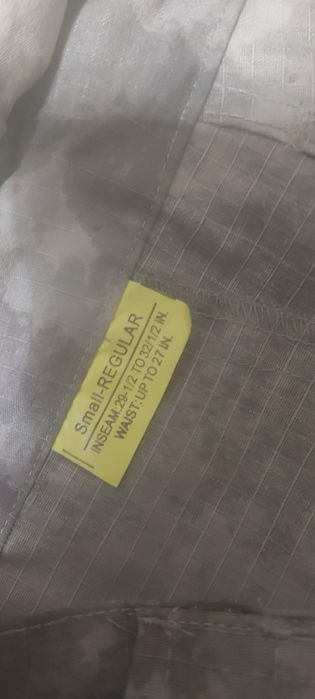 Small-REGULAR
INSEAM:29-1/2 TO 32/1/2 IN.
WAIST:UP TO 27 IN.